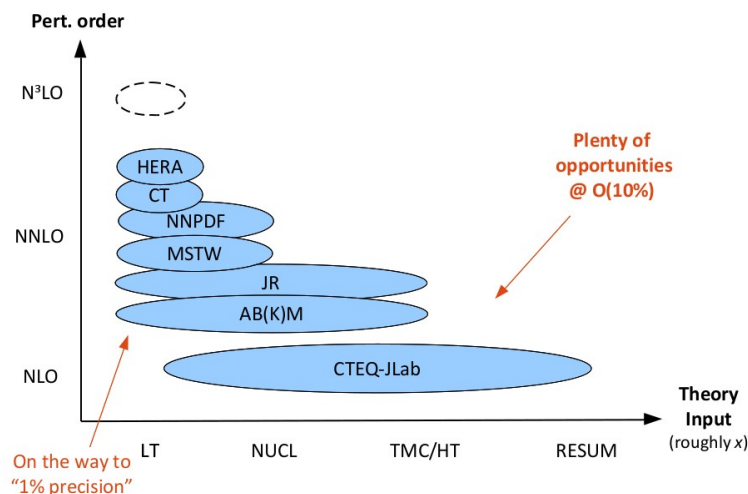 Pert. order
N³LO
HERA
CT
NNPDF
NNLO
MSTW
JR
AB(K)M
NLO
CTEQ-JLab
Plenty of
opportunities
@ O(10%)
Theory
Input
(roughly x)
LT
NUCL
TMC/HT
RESUM
On the way to
“1% precision”